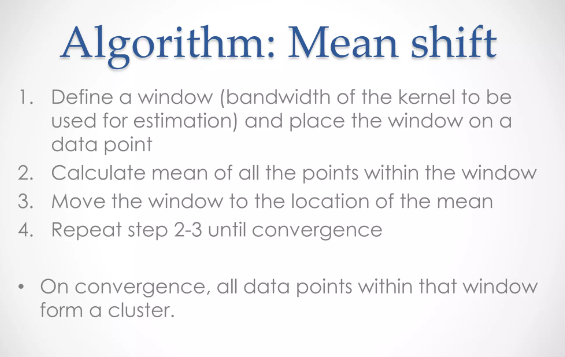 Algorithm: Mean shift
1. Define a window (bandwidth of the kernel to be
used for estimation) and place the window on a
data point
2. Calculate mean of all the points within the window
3. Move the window to the location of the mean
4. Repeat step 2-3 until convergence
• On convergence, all data points within that window
form a cluster.